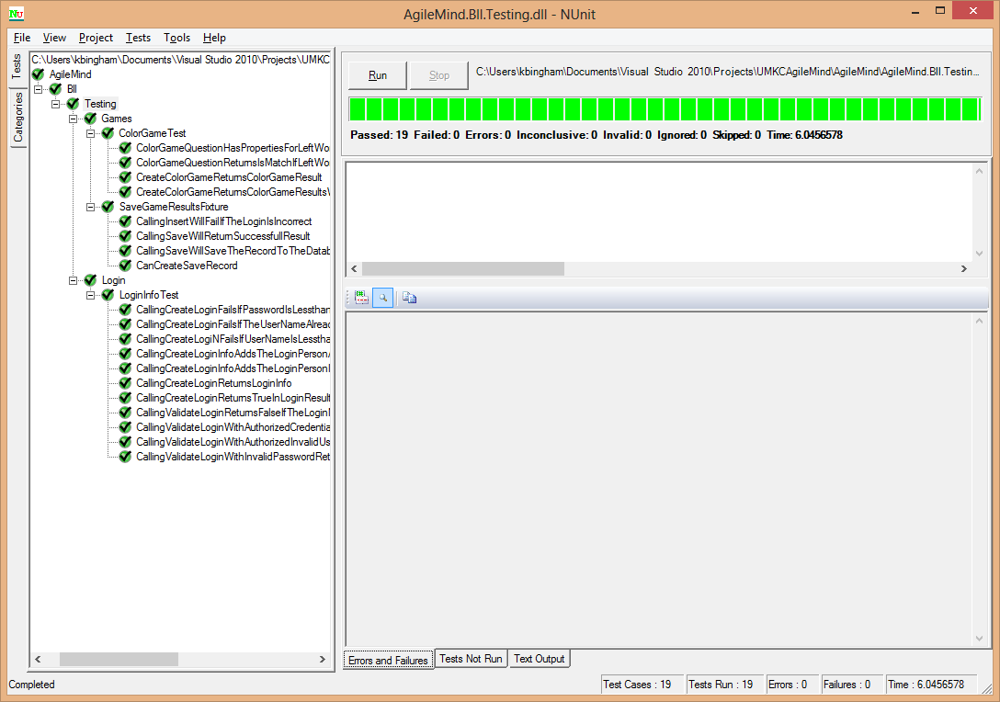 AgileMind.Bll.Testing.dll - NUnit
File View Project Tests Tools Help
Tests
Categories
C:\Users\kbingham\Documents\Visual Studio 2010\Projects\UMKC
AgileMind
Bll
Testing
Games
ColorGameTest
ColorGameQuestionHasPropertiesForLeftWo
ColorGameQuestionReturnsIsMatchIfLeftWo
CreateColorGameReturnsColorGameResult
CreateColorGameReturnsColorGameResultsW
SaveGameResultsFixture
CallingInsertWillFailIfTheLoginIsIncorrect
CallingSaveWillReturnSuccessfullResult
CallingSaveWillSaveTheRecordToTheDatab
CanCreateSaveRecord
Login
LoginInfoTest
CallingCreateLoginFailsIfPasswordIsLessthan
CallingCreateLoginFailsIfTheUserNameAlread
CallingCreateLogiNFailsIfUserNameIsLesstha
CallingCreateLoginInfoAddsTheLoginPersonA
CallingCreateLoginInfoAddsTheLoginPersonI
CallingCreateLoginReturnsLoginInfo
CallingCreateLoginReturnsTrueInLoginResult
CallingValidateLoginReturnsFalseIfTheLoginI
CallingValidateLoginWithAuthorizedCredentia
CallingValidateLoginWithAuthorizedInvalidUs
CallingValidateLoginWithInvalidPasswordRet
Run Stop C:\Users\kbingham\Documents\Visual Studio 2010\Projects\UMKCAgileMind\AgileMind\AgileMind.Bll.Testin...
Passed: 19 Failed: 0 Errors: 0 Inconclusive: 0 Invalid: 0 Ignored: 0 Skipped: 0 Time: 6.0456578
Errors and Failures Tests Not Run Text Output
Completed Test Cases : 19 Tests Run : 19 Errors : 0 Failures : 0 Time : 6.0456578